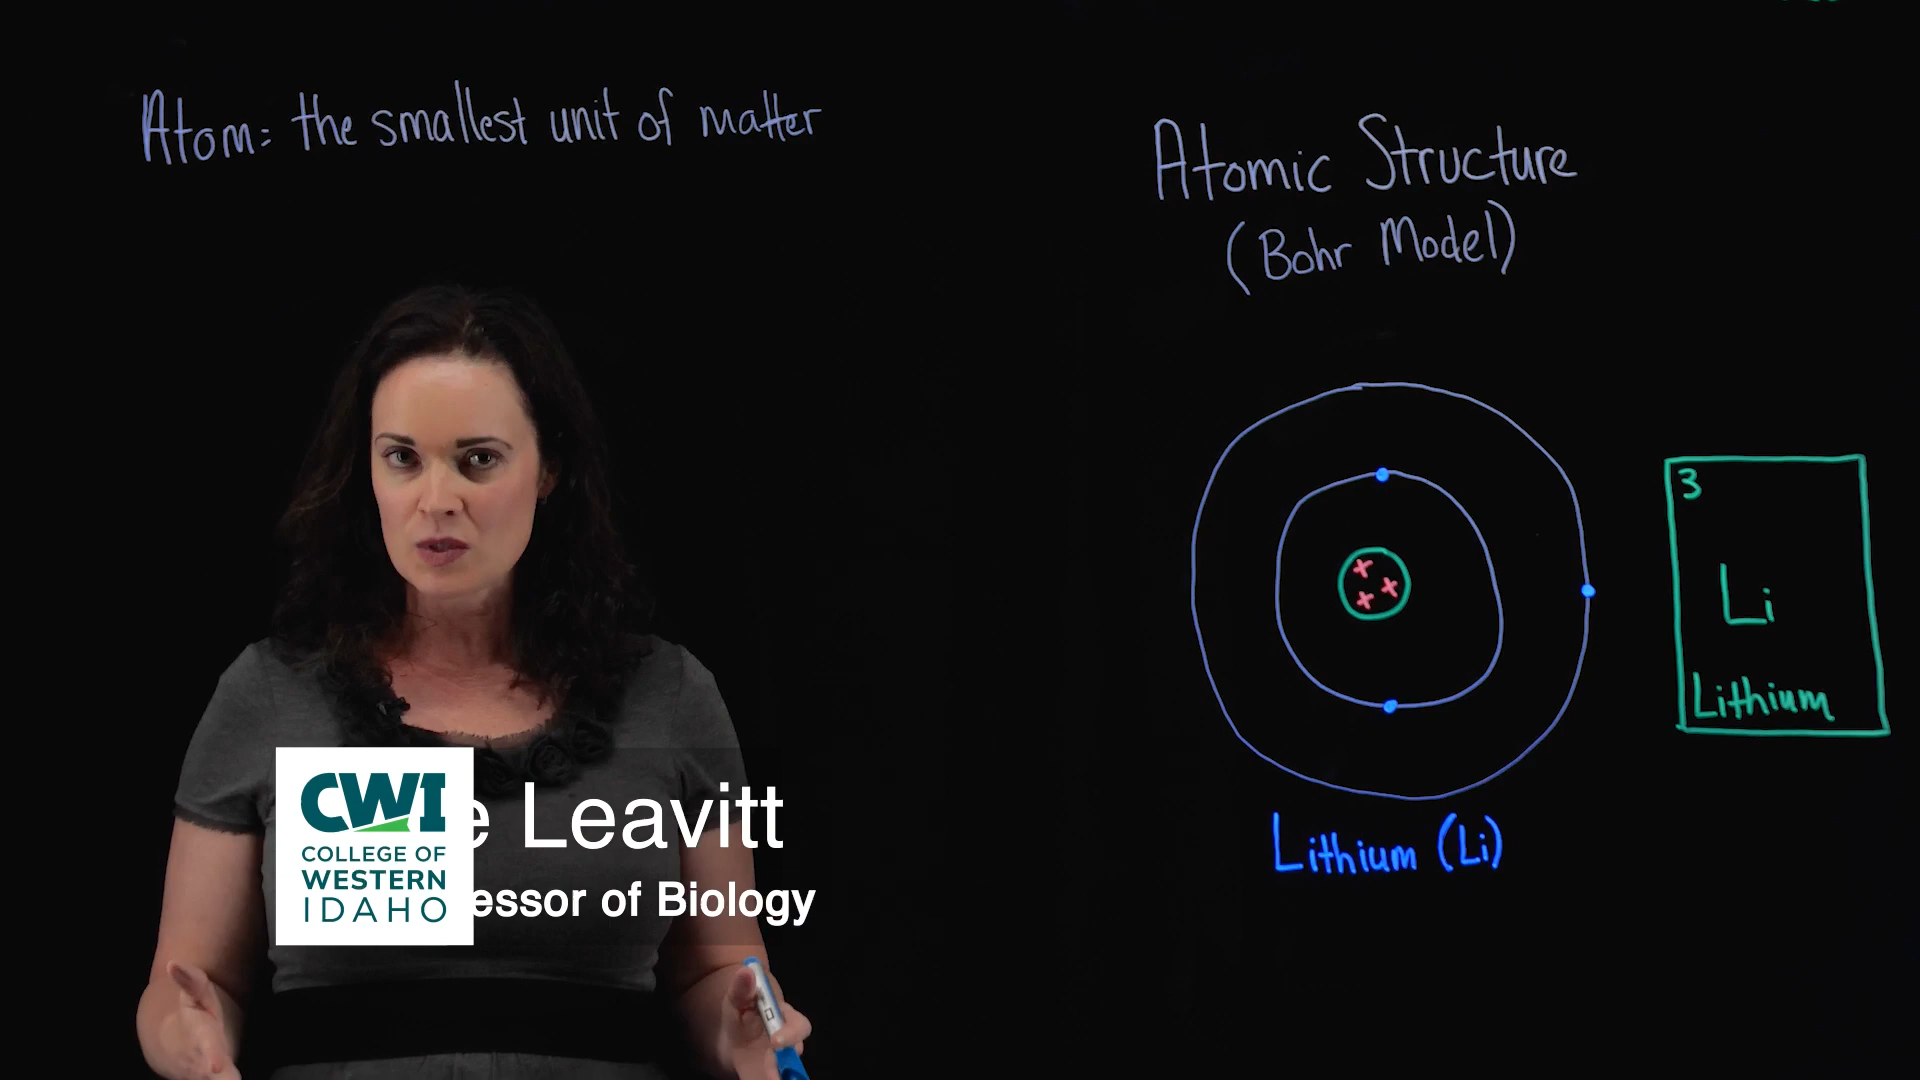 Atom= the smallest unit of matter
Atomic Structure
(Bohr Model)
3
Li
Lithium
+
+
+
Lithium (Li)
CWI
COLLEGE OF
WESTERN
IDAHO
Leavitt
of Biology